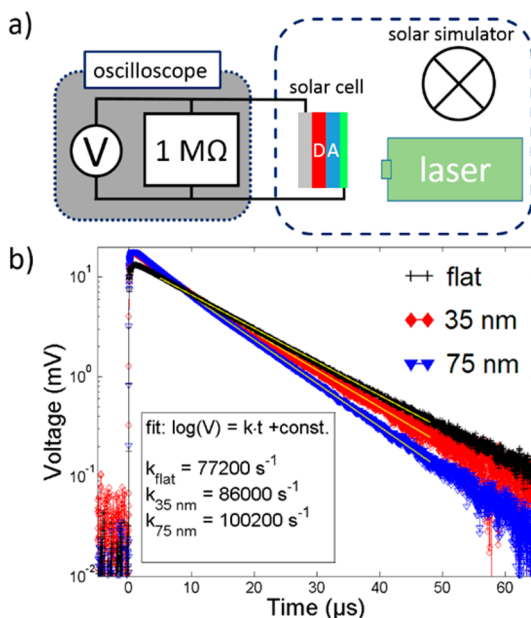 a)
solar simulator
oscilloscope
solar cell
V
1 MΩ
DA
laser
b)
flat
35 nm
75 nm
Voltage (mV)
10¹
10⁰
10⁻¹
10⁻²
fit: log(V) = k·t +const.
k_flat = 77200 s⁻¹
k_35 nm = 86000 s⁻¹
k_75 nm = 100200 s⁻¹
0 10 20 30 40 50 60
Time (µs)